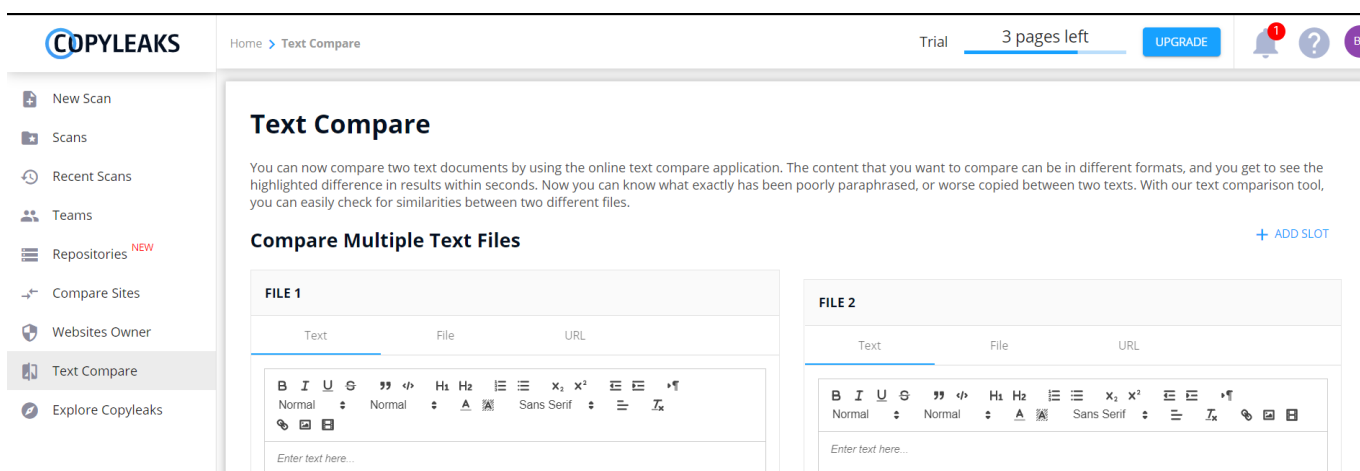 COPYLEAKS
Home > Text Compare
Trial
3 pages left
UPGRADE
1
?
B
New Scan
Scans
Recent Scans
Teams
Repositories NEW
Compare Sites
Websites Owner
Text Compare
Explore Copyleaks
Text Compare
You can now compare two text documents by using the online text compare application. The content that you want to compare can be in different formats, and you get to see the
highlighted difference in results within seconds. Now you can know what exactly has been poorly paraphrased, or worse copied between two texts. With our text comparison tool,
you can easily check for similarities between two different files.
Compare Multiple Text Files
+ ADD SLOT
FILE 1
Text File URL
B I U S ” </> H₁ H₂ x₂ x² ¶
Normal Normal A A Sans Serif Tx
Enter text here...
FILE 2
Text File URL
B I U S ” </> H₁ H₂ x₂ x² ¶
Normal Normal A A Sans Serif Tx
Enter text here...